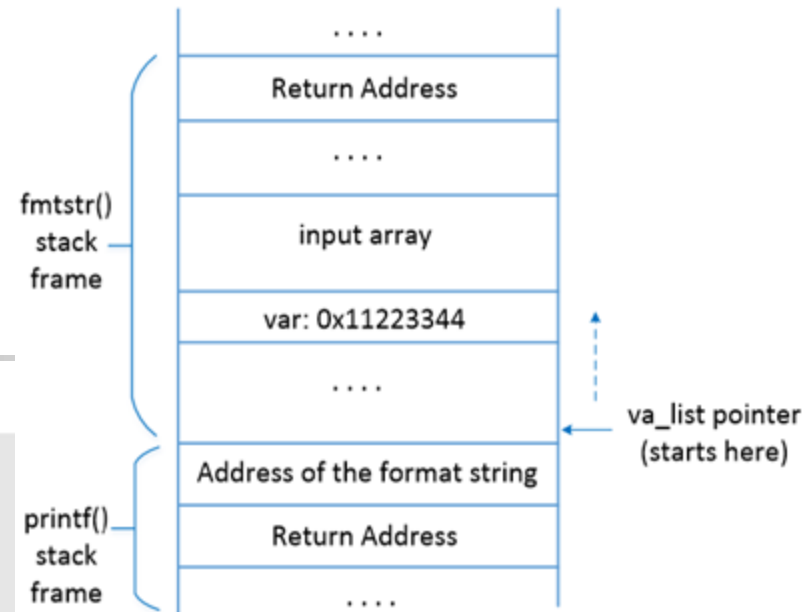 . . . .
Return Address
. . . .
fmtstr()
stack
frame
input array
var: 0x11223344
. . . .
va_list pointer
(starts here)
Address of the format string
printf()
stack
frame
Return Address
. . . .